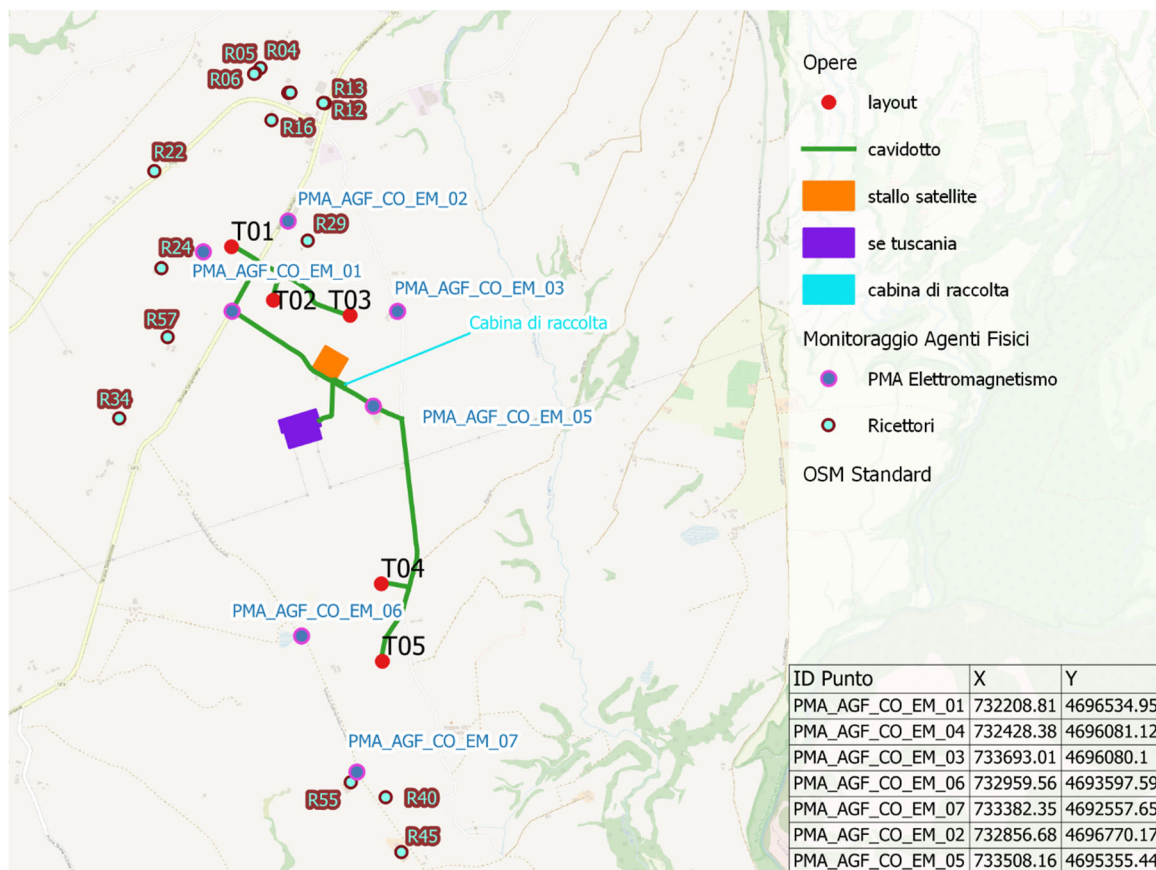 R05
R04
R06
R13
R12
R16
R22
PMA_AGF_CO_EM_02
R29
T01
R24
PMA_AGF_CO_EM_01
PMA_AGF_CO_EM_03
T02
T03
Cabina di raccolta
R57
R34
PMA_AGF_CO_EM_05
T04
PMA_AGF_CO_EM_06
T05
PMA_AGF_CO_EM_07
R55
R40
R45
Opere
layout
cavidotto
stallo satellite
se tuscania
cabina di raccolta
Monitoraggio Agenti Fisici
PMA Elettromagnetismo
Ricettori
OSM Standard
ID Punto X Y
PMA_AGF_CO_EM_01 732208.81 4696534.95
PMA_AGF_CO_EM_04 732428.38 4696081.12
PMA_AGF_CO_EM_03 733693.01 4696080.1
PMA_AGF_CO_EM_06 732959.56 4693597.59
PMA_AGF_CO_EM_07 733382.35 4692557.65
PMA_AGF_CO_EM_02 732856.68 4696770.17
PMA_AGF_CO_EM_05 733508.16 4695355.44